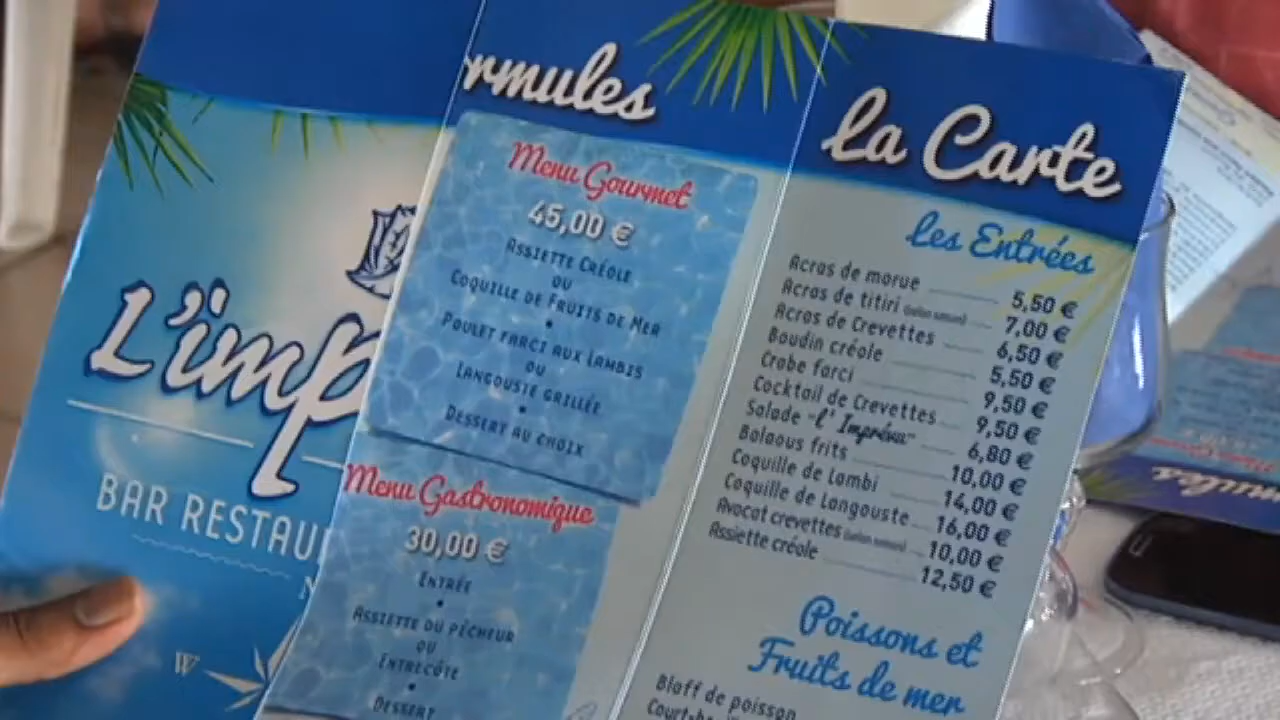 L'imp
BAR RESTAU
W
rmules
Menu Gourmet
45,00 €
ASSIETTE CRÉOLE
OU
COQUILLE DE FRUITS DE MER
•
POULET FARCI AUX LAMBIS
OU
LANGOUSTE GRILLÉE
•
DESSERT AU CHOIX
Menu Gastronomique
30,00 €
ENTRÉE
•
ASSIETTE DU PÊCHEUR
OU
ENTRECÔTE
•
DESSERT
La Carte
Les Entrées
Acras de morue 5,50 €
Acras de titiri (selon saison) 7,00 €
Acras de Crevettes 6,50 €
Boudin créole 5,50 €
Crabe farci 9,50 €
Cocktail de Crevettes 9,50 €
Salade "L'Imprévu" 6,80 €
Balaous frits 10,00 €
Coquille de Lambi 14,00 €
Coquille de Langouste 16,00 €
Avocat crevettes (selon saison) 10,00 €
Assiette créole 12,50 €
Poissons et
Fruits de mer
Blaff de poisson